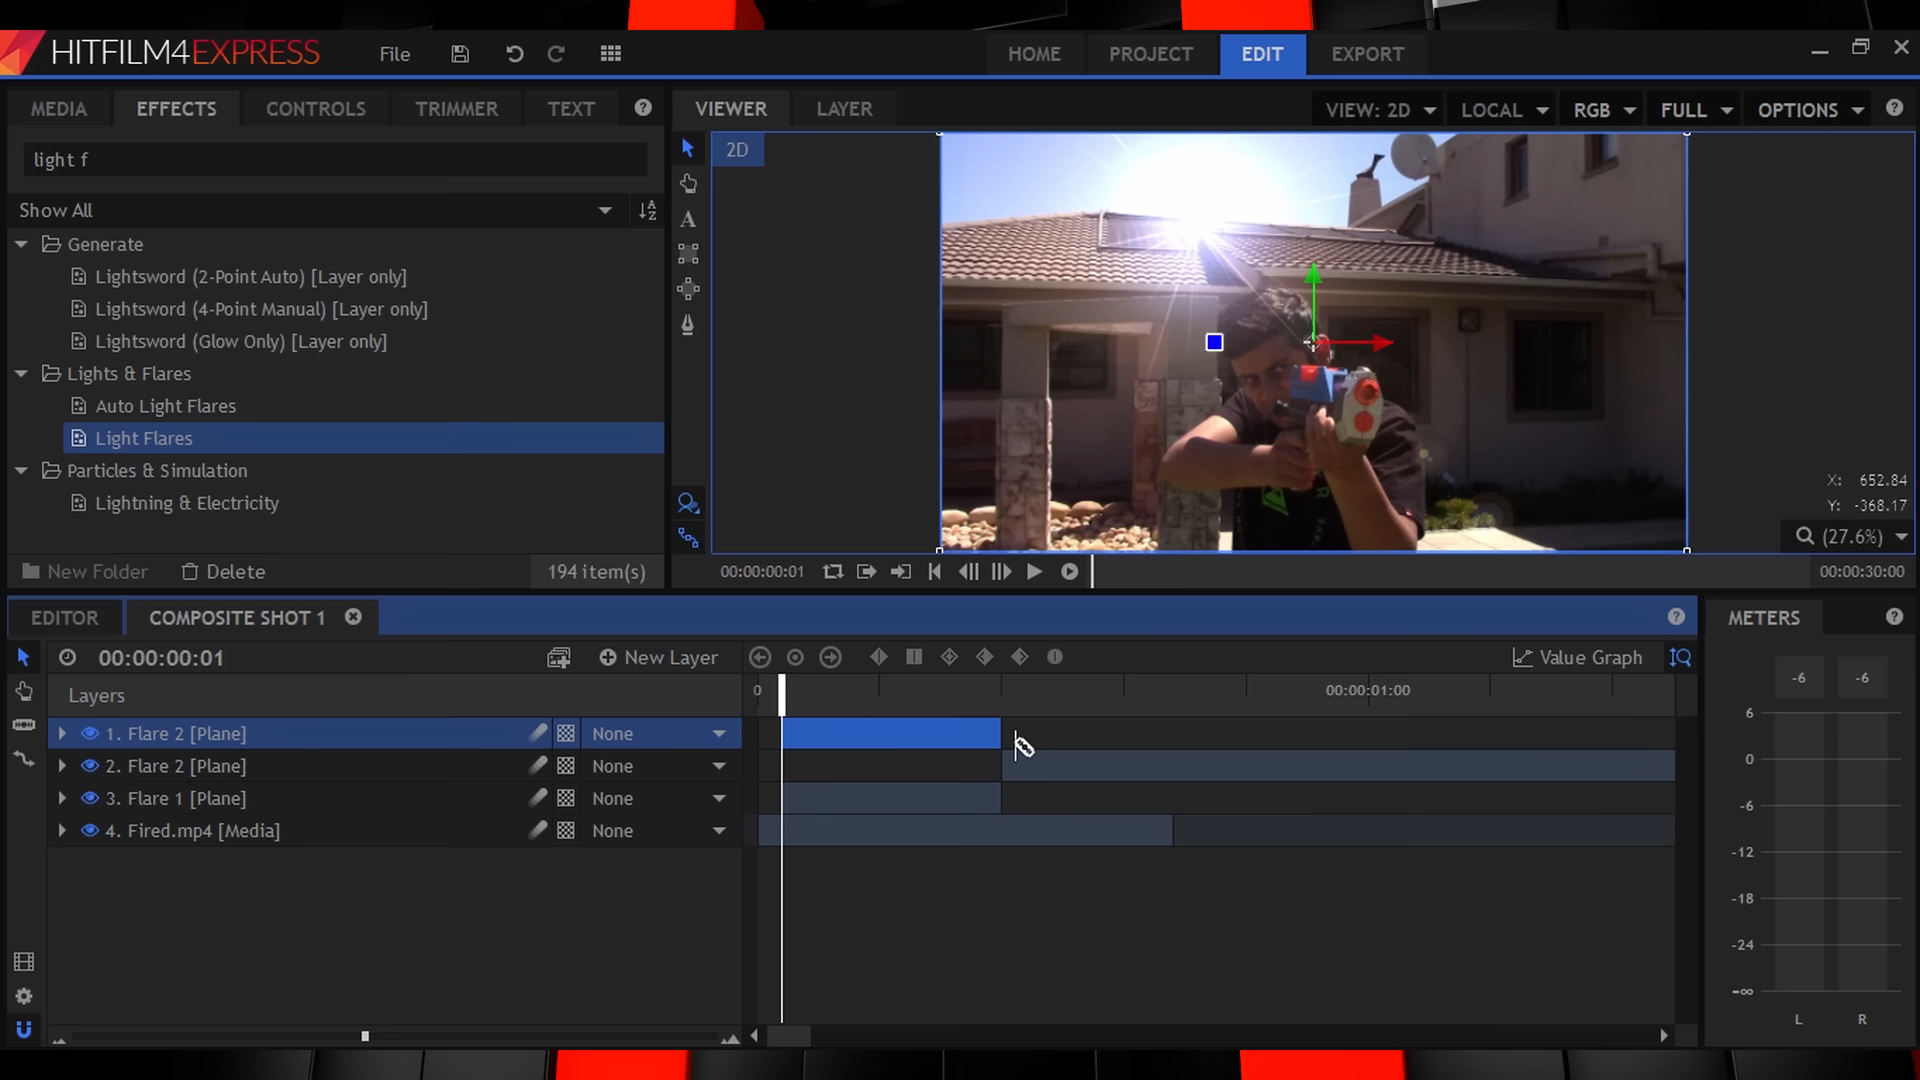 HITFILM4EXPRESS File HOME PROJECT EDIT EXPORT
MEDIA EFFECTS CONTROLS TRIMMER TEXT
light f
Show All
Generate
Lightsword (2-Point Auto) [Layer only]
Lightsword (4-Point Manual) [Layer only]
Lightsword (Glow Only) [Layer only]
Lights & Flares
Auto Light Flares
Light Flares
Particles & Simulation
Lightning & Electricity
New Folder Delete 194 item(s)
VIEWER LAYER VIEW: 2D LOCAL RGB FULL OPTIONS
2D
X: 652.84
Y: -368.17
(27.6%)
00:00:00:01 00:00:30:00
EDITOR COMPOSITE SHOT 1
00:00:00:01 New Layer Value Graph
Layers 0 00:00:01:00
1. Flare 2 [Plane] None
2. Flare 2 [Plane] None
3. Flare 1 [Plane] None
4. Fired.mp4 [Media] None
METERS
-6 -6
6
0
-6
-12
-18
-24
-∞
L R